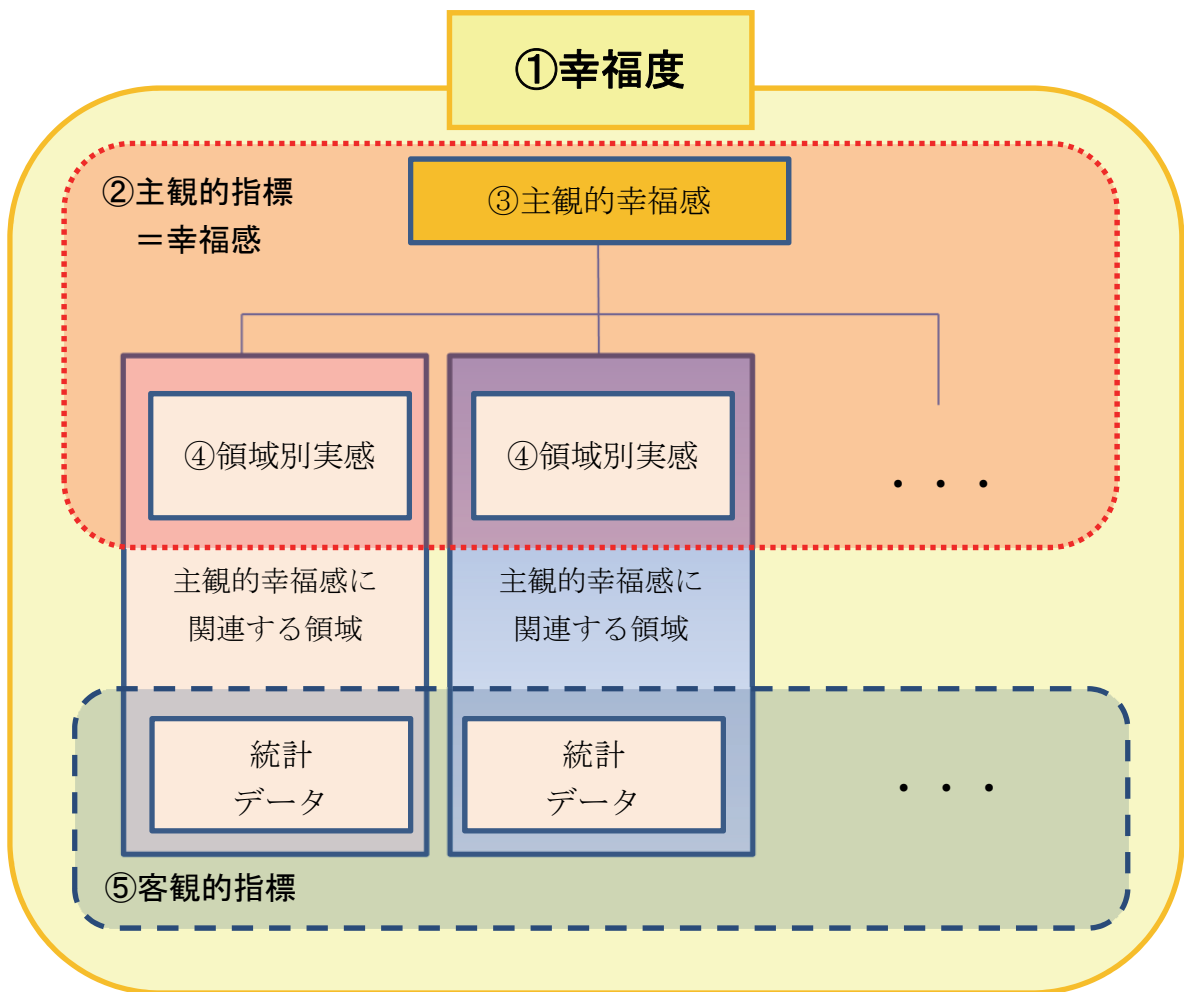 ①幸福度
②主観的指標
＝幸福感
③主観的幸福感
④領域別実感
④領域別実感
・・・
主観的幸福感に
関連する領域
主観的幸福感に
関連する領域
統計
データ
統計
データ
・・・
⑤客観的指標